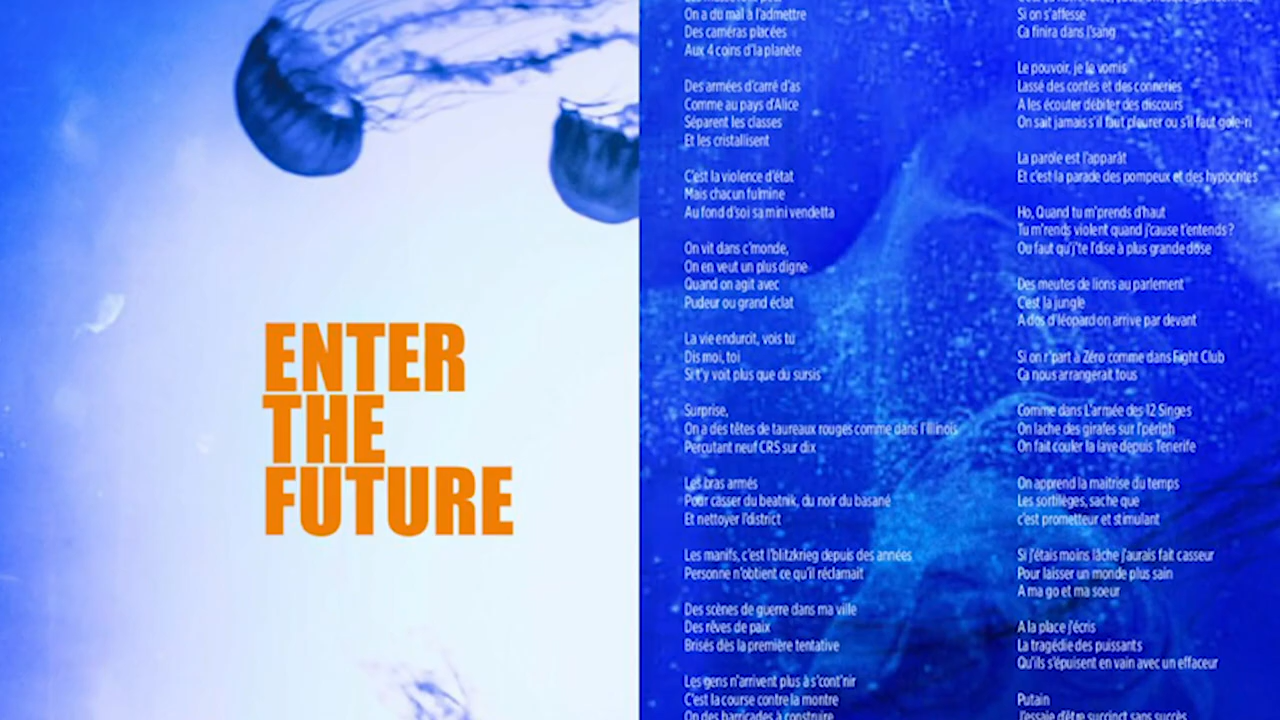 ENTER
THE
FUTURE
On a du mal à l'admettre
Des caméras placées
Aux 4 coins d'la planète
Des armées d'carré d'as
Comme au pays d'Alice
Séparent les classes
Et les cristallisent
C'est la violence d'état
Mais chacun fulmine
Au fond d'soi sa mini vendetta
On vit dans c'monde,
On en veut un plus digne
Quand on agit avec
Pudeur ou grand éclat
La vie endurcit, vois tu
Dis moi, toi
Si t'y voit plus que du sursis
Surprise,
On a des têtes de taureaux rouges comme dans l'Illinois
Percutant neuf CRS sur dix
Les bras armés
Pour casser du beatnik, du noir du basané
Et nettoyer l'district
Les manifs, c'est l'blitzkrieg depuis des années
Personne n'obtient ce qu'il réclamait
Des scènes de guerre dans ma ville
Des rêves de paix
Brisés dès la première tentative
Les gens n'arrivent plus à s'cont'nir
C'est la course contre la montre
On des barricades à construire
Si on s'affesse
Ca finira dans l'sang
Le pouvoir, je le vomis
Lassé des contes et des conneries
A les écouter débiter des discours
On sait jamais s'il faut pleurer ou s'il faut gole-ri
La parole est l'apparât
Et c'est la parade des pompeux et des hypocrites
Ho, Quand tu m'prends d'haut
Tu m'rends violent quand j'cause t'entends ?
Ou faut qu'j'te l'dise à plus grande dose
Des meutes de lions au parlement
C'est la jungle
A dos d'léopard on arrive par devant
Si on r'part à Zéro comme dans Fight Club
Ca nous arrangerait tous
Comme dans L'armée des 12 Singes
On lache des girafes sur l'périph
On fait couler la lave depuis Tenerife
On apprend la maitrise du temps
Les sortilèges, sache que
c'est prometteur et stimulant
Si j'étais moins lâche j'aurais fait casseur
Pour laisser un monde plus sain
A ma go et ma soeur
A la place j'écris
La tragédie des puissants
Qu'ils s'épuisent en vain avec un effaceur
Putain
J'essaie d'être succinct sans succès